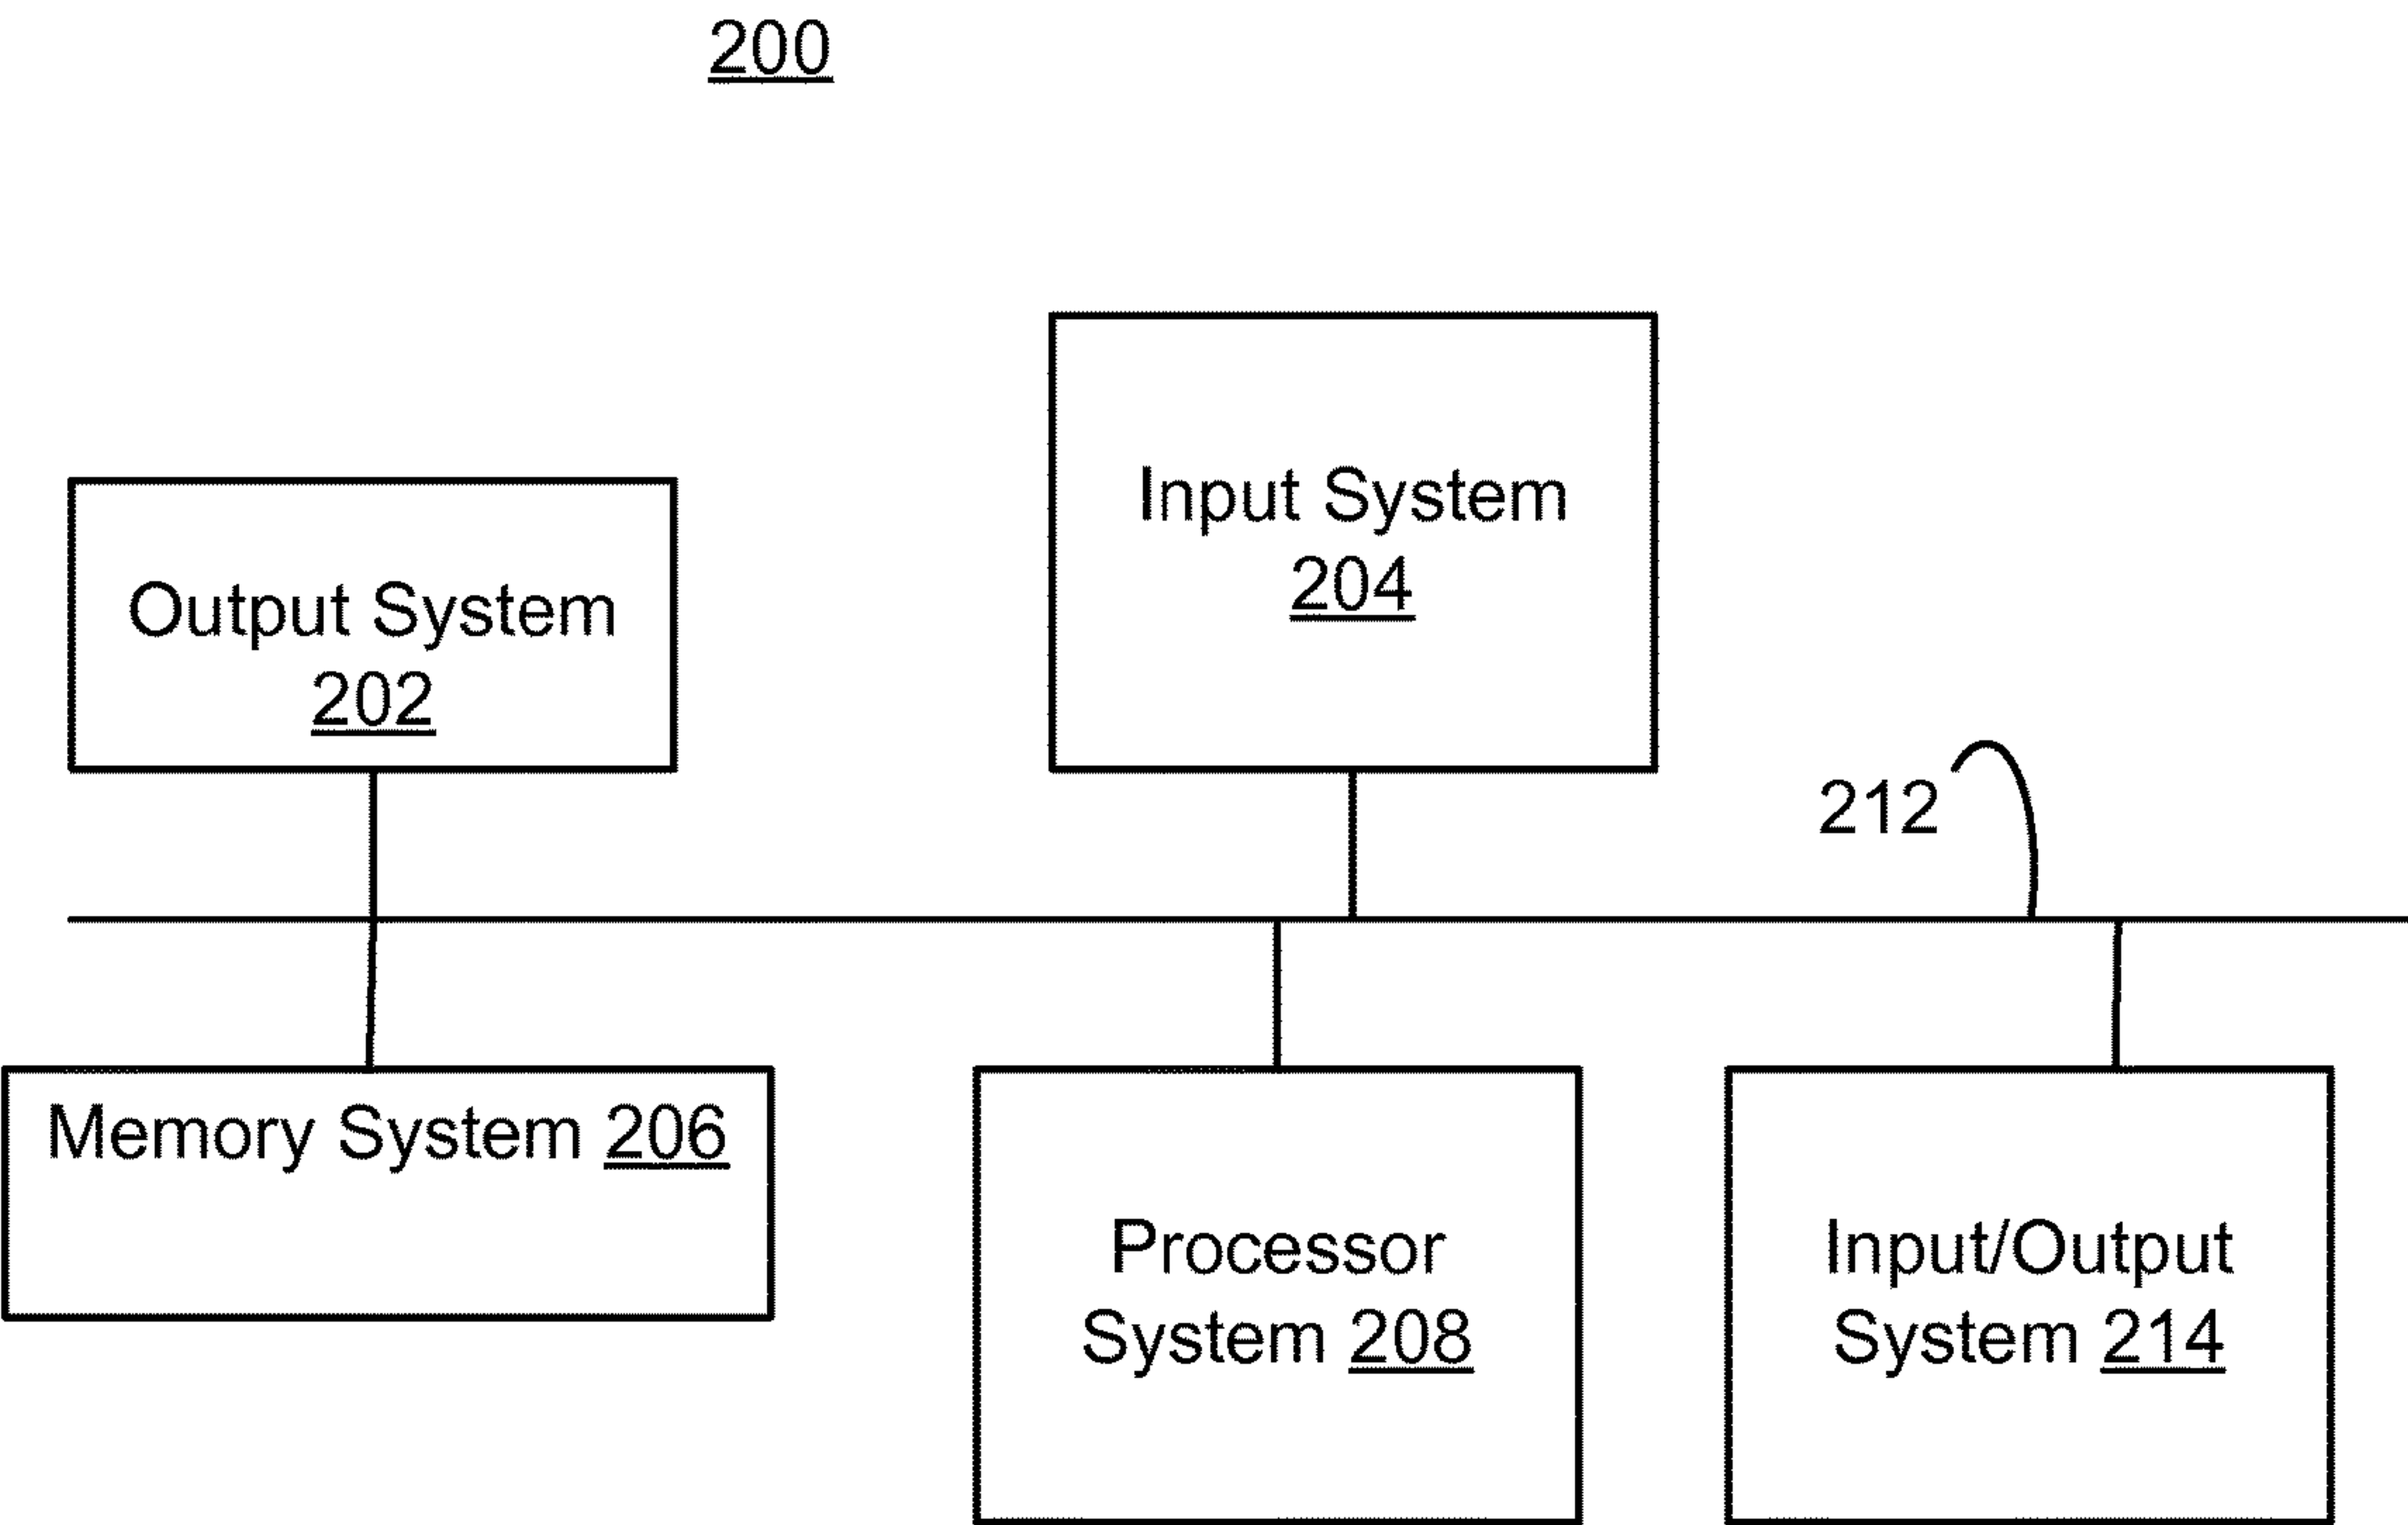 200
Input System
204
Output System
202
212
Memory System 206
Processor
System 208
Input/Output
System 214